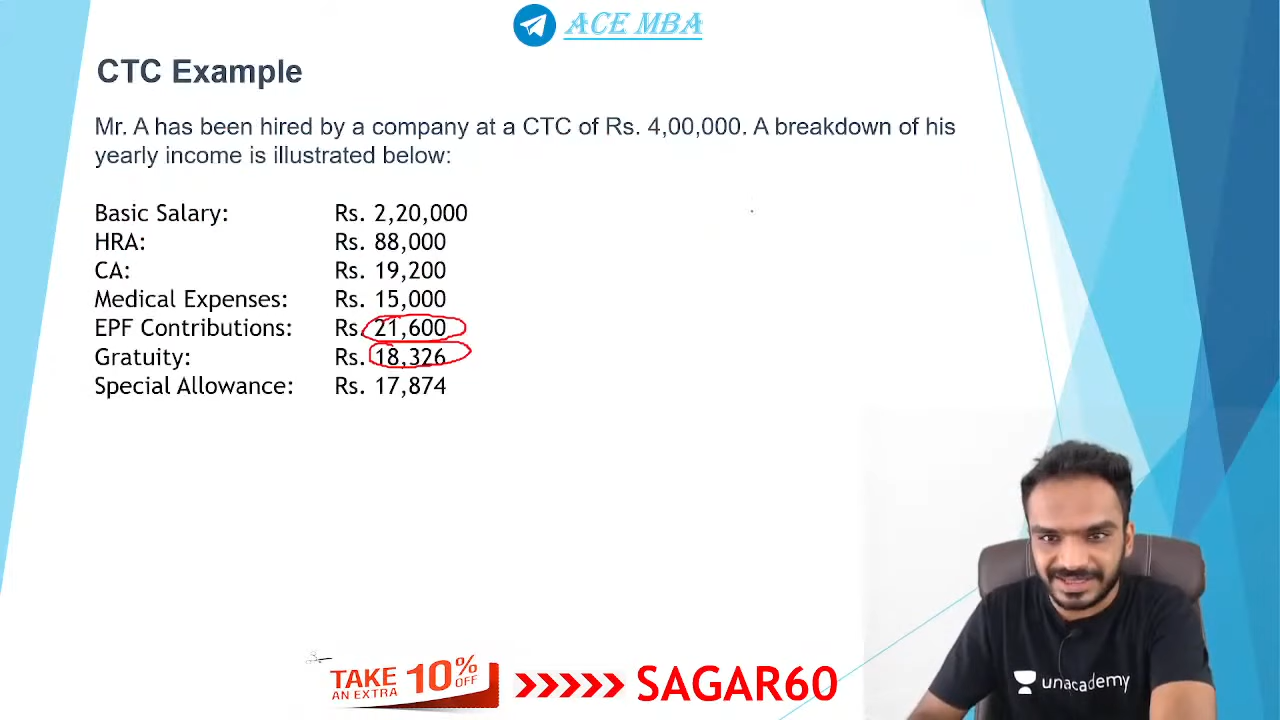 ACE MBA
CTC Example
Mr. A has been hired by a company at a CTC of Rs. 4,00,000. A breakdown of his
yearly income is illustrated below:
Basic Salary: Rs. 2,20,000
HRA: Rs. 88,000
CA: Rs. 19,200
Medical Expenses: Rs. 15,000
EPF Contributions: Rs. 21,600
Gratuity: Rs. 18,326
Special Allowance: Rs. 17,874
unacademy
TAKE 10% OFF
AN EXTRA
>>>>> SAGAR60